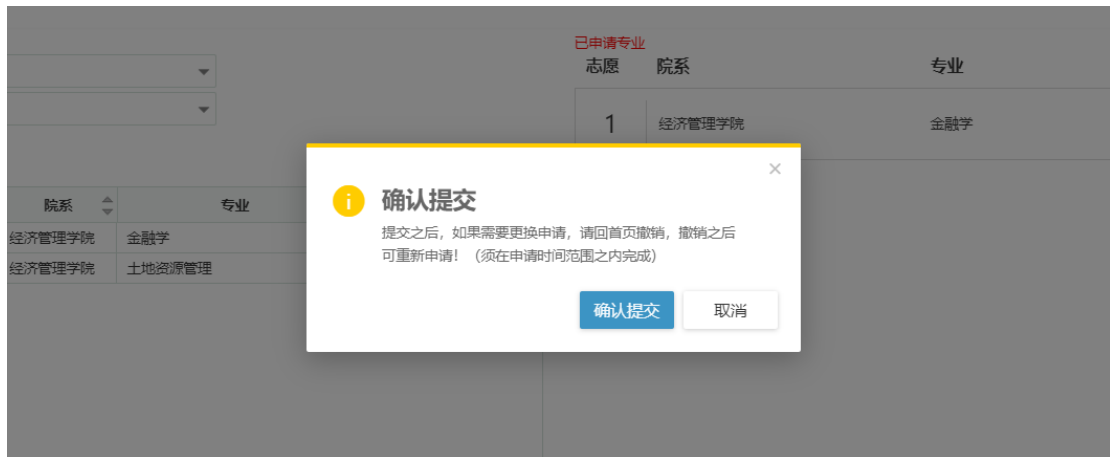 已申请专业
志愿 院系 专业
1 经济管理学院 金融学
院系 专业
经济管理学院 金融学
经济管理学院 土地资源管理
确认提交
提交之后，如果需要更换申请，请回首页撤销，撤销之后
可重新申请！（须在申请时间范围之内完成）
确认提交 取消